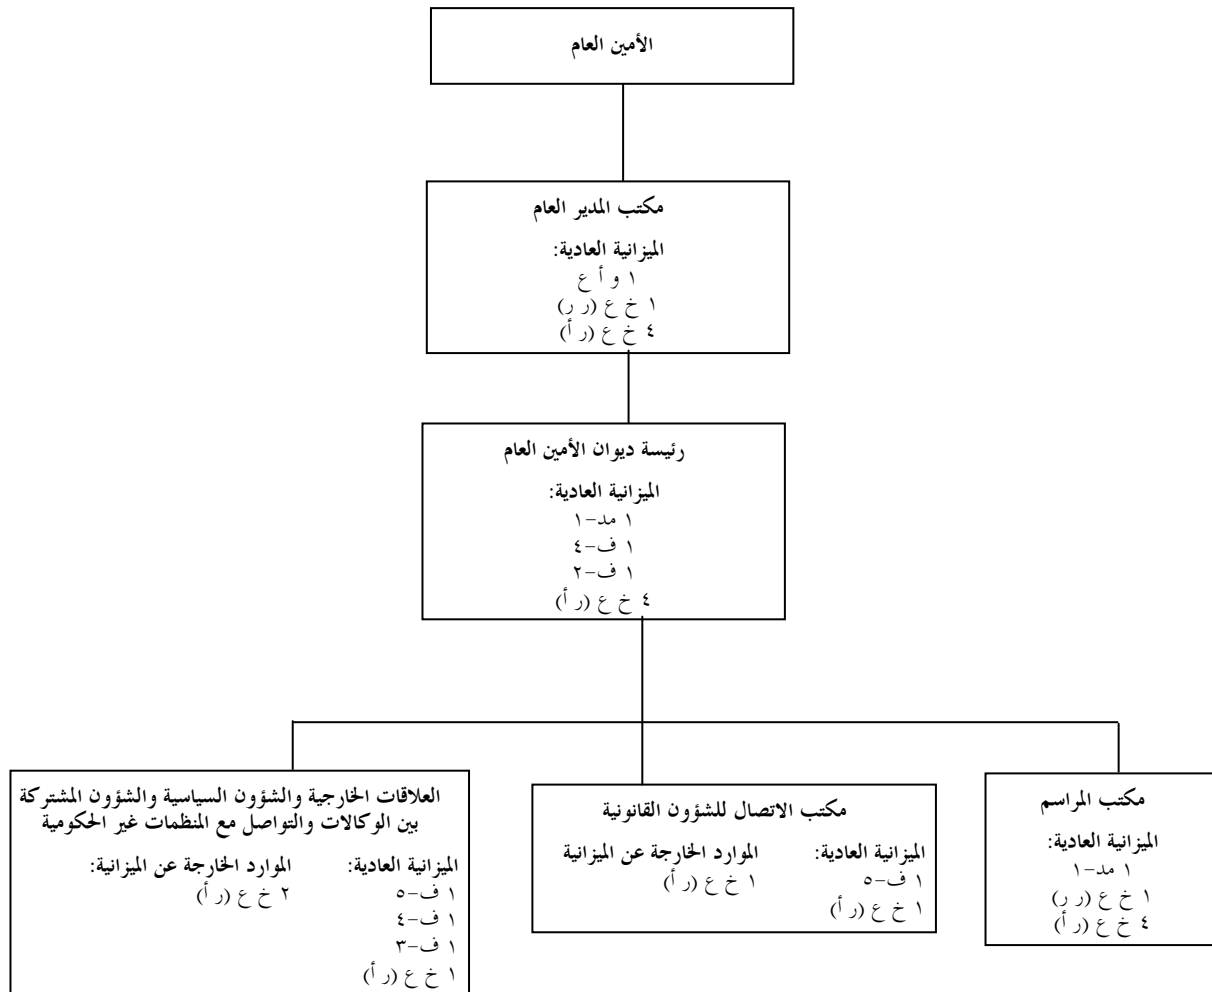 الأمين العام
مكتب المدير العام
الميزانية العادية:
١ و أ ع
١ خ ع (ر ر)
٤ خ ع (ر أ)
رئيسة ديوان الأمين العام
الميزانية العادية:
١ مد-١
١ ف-٤
١ ف-٢
٤ خ ع (ر أ)
مكتب المراسم
الميزانية العادية:
١ مد-١
١ خ ع (ر ر)
٤ خ ع (ر أ)
مكتب الاتصال للشؤون القانونية
الميزانية العادية:
١ ف-٥
١ خ ع (ر أ)
الموارد الخارجة عن الميزانية
١ خ ع (ر أ)
العلاقات الخارجية والشؤون السياسية والشؤون المشتركة
بين الوكالات والتواصل مع المنظمات غير الحكومية
الميزانية العادية:
١ ف-٥
١ ف-٤
١ ف-٣
١ خ ع (ر أ)
الموارد الخارجة عن الميزانية:
٢ خ ع (ر أ)